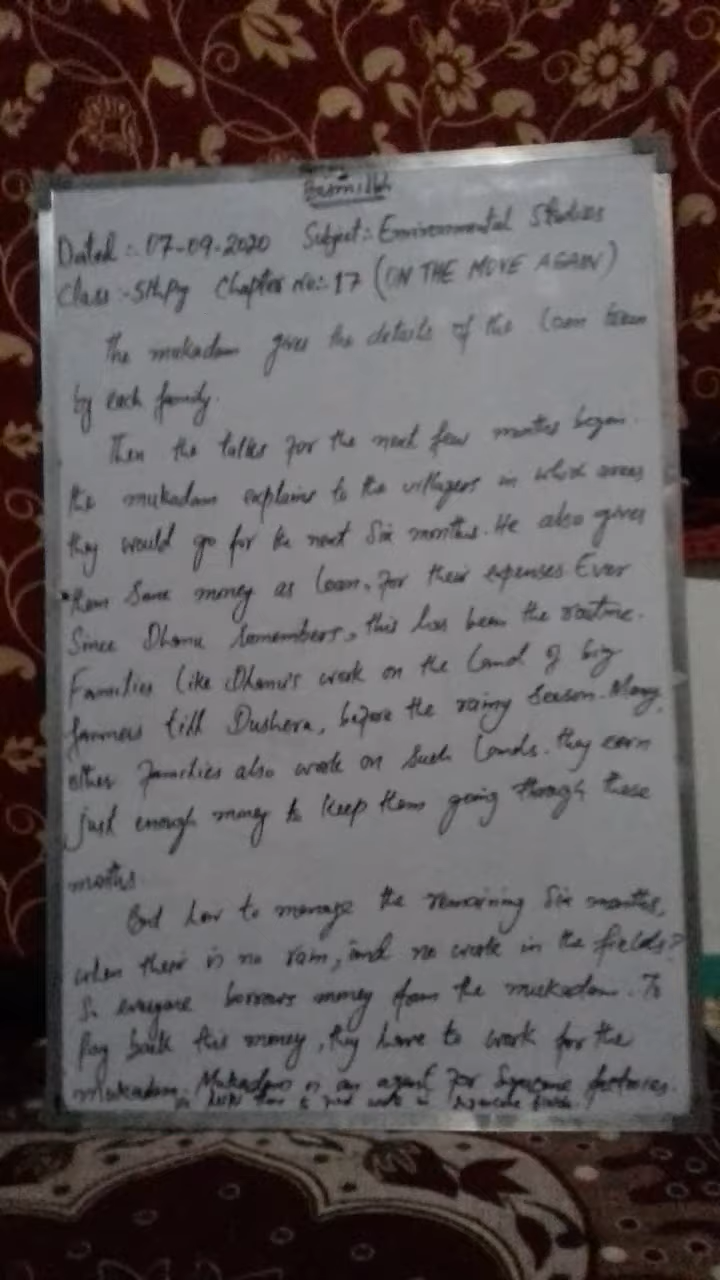 Bismillah
Dated :- 07-09-2020 Subject:- Environmental Studies
Class :- 5th Chapter No:- 17 (ON THE MOVE AGAIN)
The mukadam gives the details of the loan taken
by each family.
Then the talks for the next few months began.
the mukadam explains to the villagers in which areas
they would go for the next Six months. He also gives
them Some money as loan, for their expenses. Ever
Since Dhanu remembers, this has been the routine.
Families like Dhanu's work on the land of big
farmers till Dushera, before the rainy Season. Many
other families also work on Such lands. they earn
just enough money to keep them going through these
moths.
But how to manage the remaining Six months,
when their is no rain, and no work in the fields?
So everyone borrows money from the mukadam. To
Pay back this money, they have to work for the
mukadam. Mukadam is an agent for Sugarcane factories.